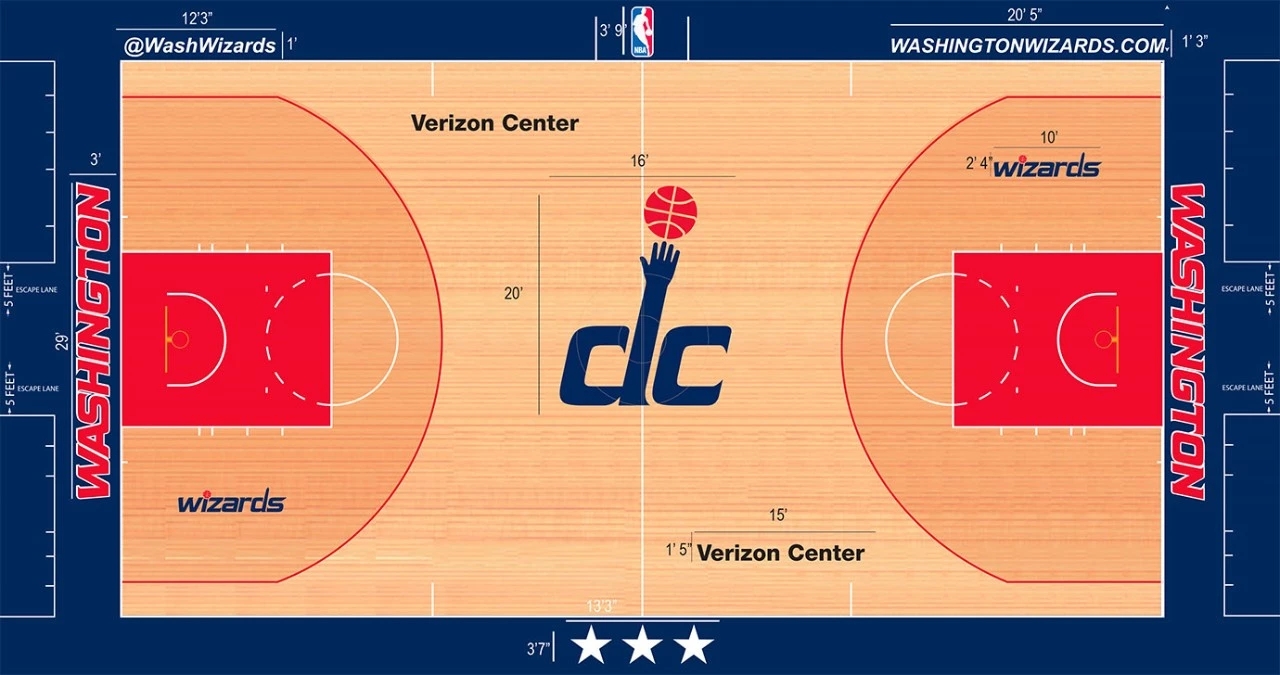 12'3"
@WashWizards
1'
3' 9"
NBA
20' 5"
WASHINGTONWIZARDS.COM
1' 3"
Verizon Center
16'
10'
2' 4"
wizards
3'
WASHINGTON
29'
20'
dc
WASHINGTON
5 FEET
ESCAPE LANE
5 FEET
ESCAPE LANE
ESCAPE LANE
5 FEET
ESCAPE LANE
5 FEET
wizards
15'
1' 5"
Verizon Center
13'3"
3'7"